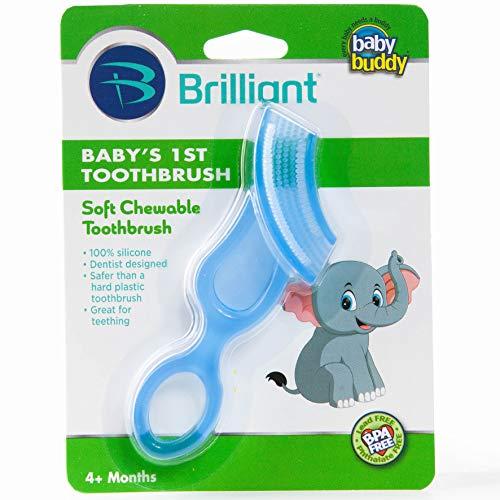 every baby needs a buddy
baby
buddy
B Brilliant®
BABY'S 1ST
TOOTHBRUSH
Soft Chewable
Toothbrush
• 100% silicone
• Dentist designed
• Safer than a
hard plastic
toothbrush
• Great for
teething
Lead FREE
BPA
FREE
Phthalate FREE
4+ Months